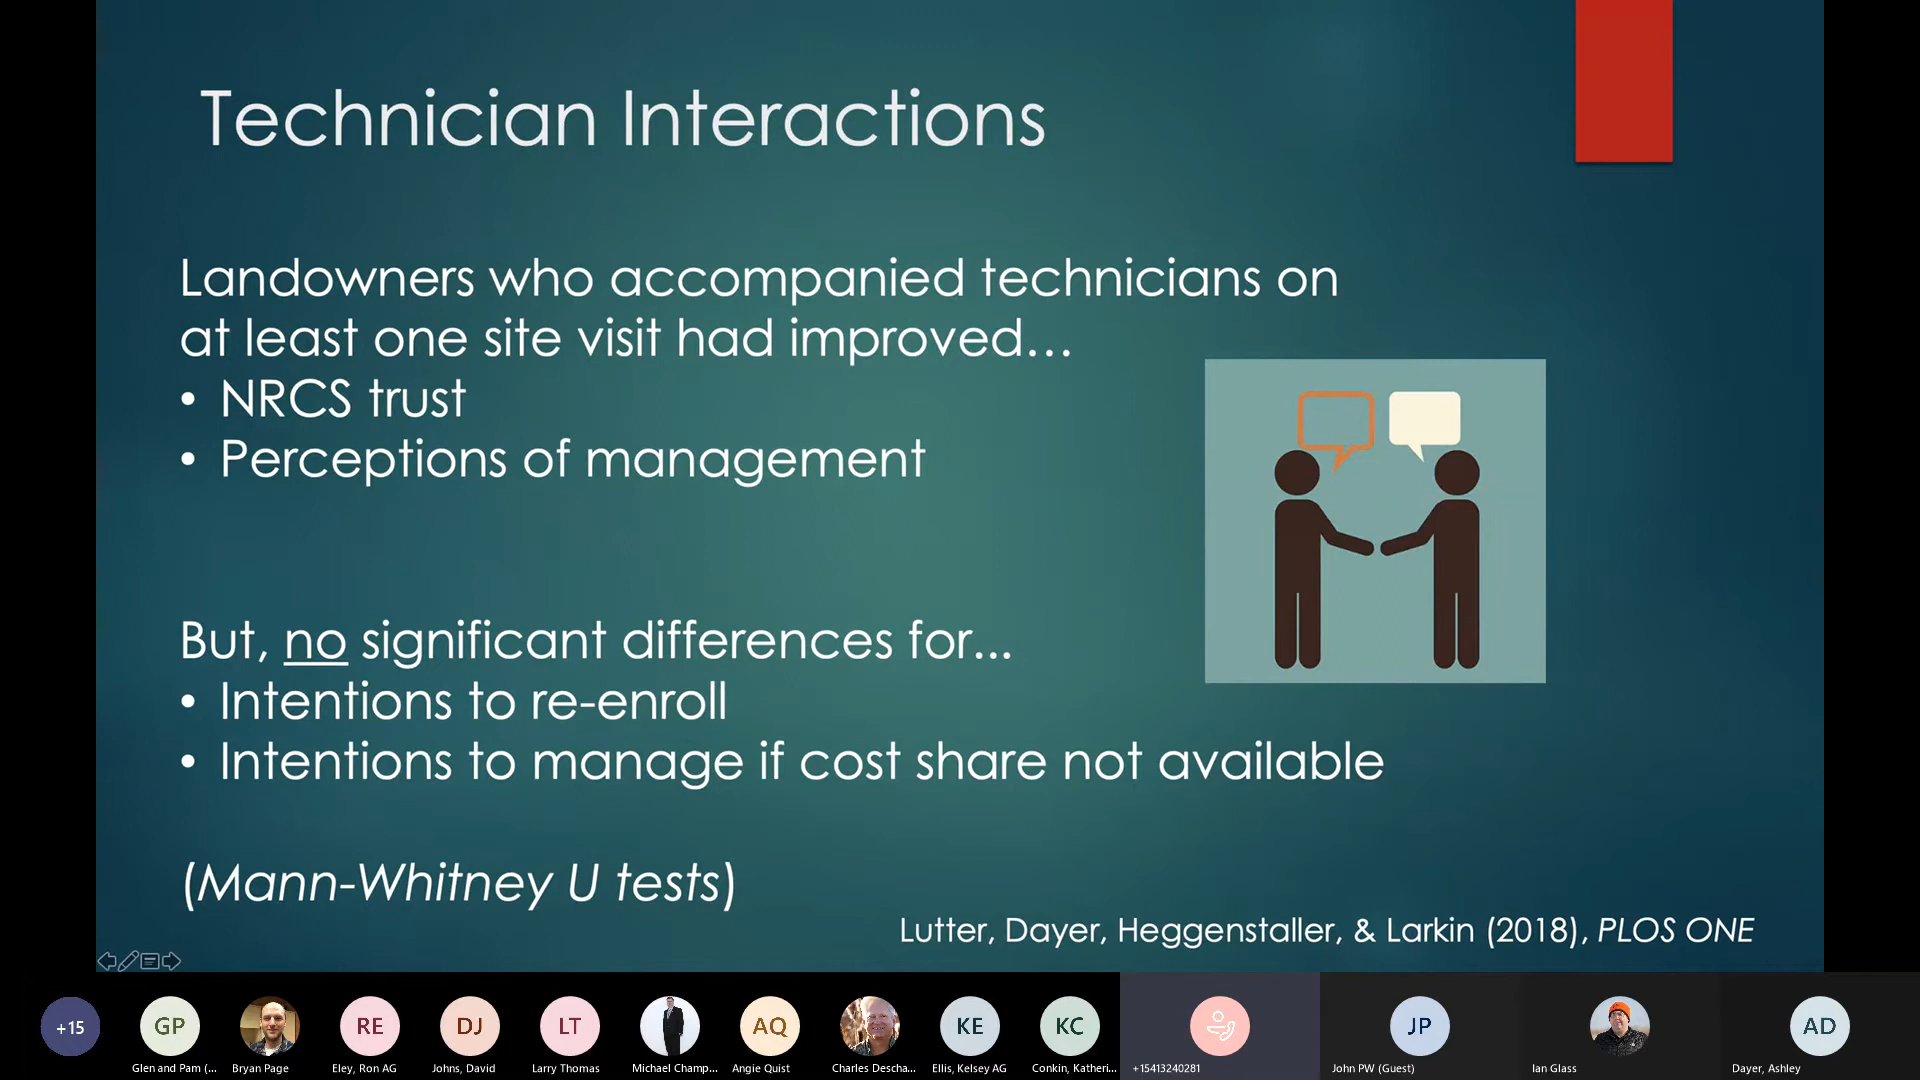 Technician Interactions
Landowners who accompanied technicians on
at least one site visit had improved…
• NRCS trust
• Perceptions of management
But, no significant differences for...
• Intentions to re-enroll
• Intentions to manage if cost share not available
(Mann-Whitney U tests)
Lutter, Dayer, Heggenstaller, & Larkin (2018), PLOS ONE
+15
GP
RE
DJ
LT
AQ
KE
KC
JP
AD
Glen and Pam (...
Bryan Page
Eley, Ron AG
Johns, David
Larry Thomas
Michael Champ...
Angie Quist
Charles Descha...
Ellis, Kelsey AG
Conkin, Katheri...
+15413240281
John PW (Guest)
Ian Glass
Dayer, Ashley